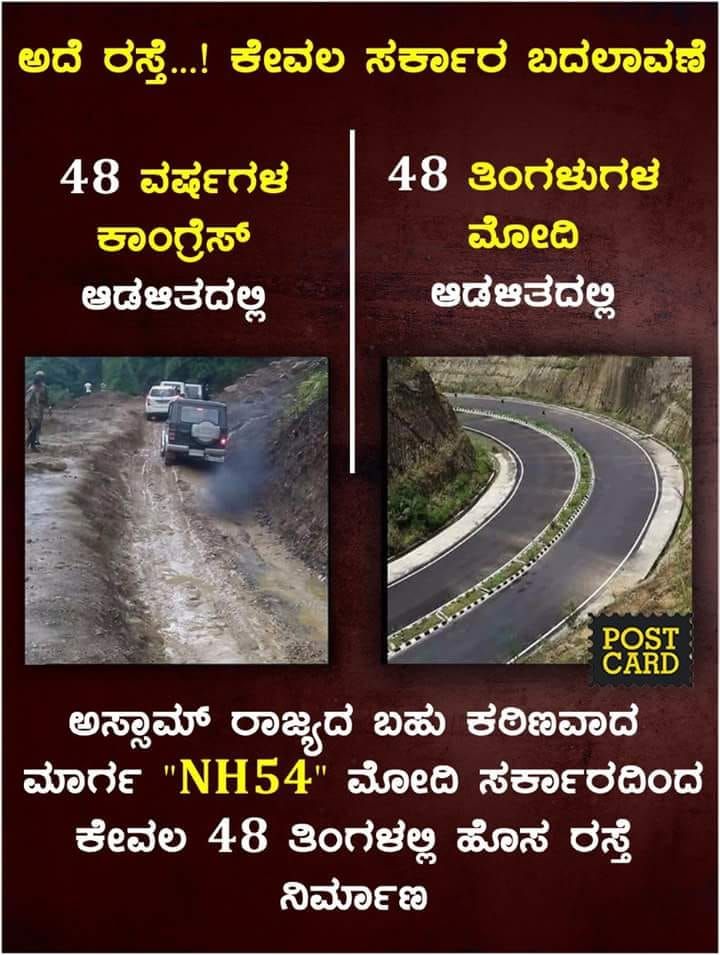 ಅದೆ ರಸ್ತೆ...! ಕೇವಲ ಸರ್ಕಾರ ಬದಲಾವಣೆ
48 ವರ್ಷಗಳ
ಕಾಂಗ್ರೆಸ್
ಆಡಳಿತದಲ್ಲಿ
48 ತಿಂಗಳುಗಳ
ಮೋದಿ
ಆಡಳಿತದಲ್ಲಿ
POST
CARD
ಅಸ್ಸಾಮ್ ರಾಜ್ಯದ ಬಹು ಕಠಿಣವಾದ
ಮಾರ್ಗ "NH54" ಮೋದಿ ಸರ್ಕಾರದಿಂದ
ಕೇವಲ 48 ತಿಂಗಳಲ್ಲಿ ಹೊಸ ರಸ್ತೆ
ನಿರ್ಮಾಣ